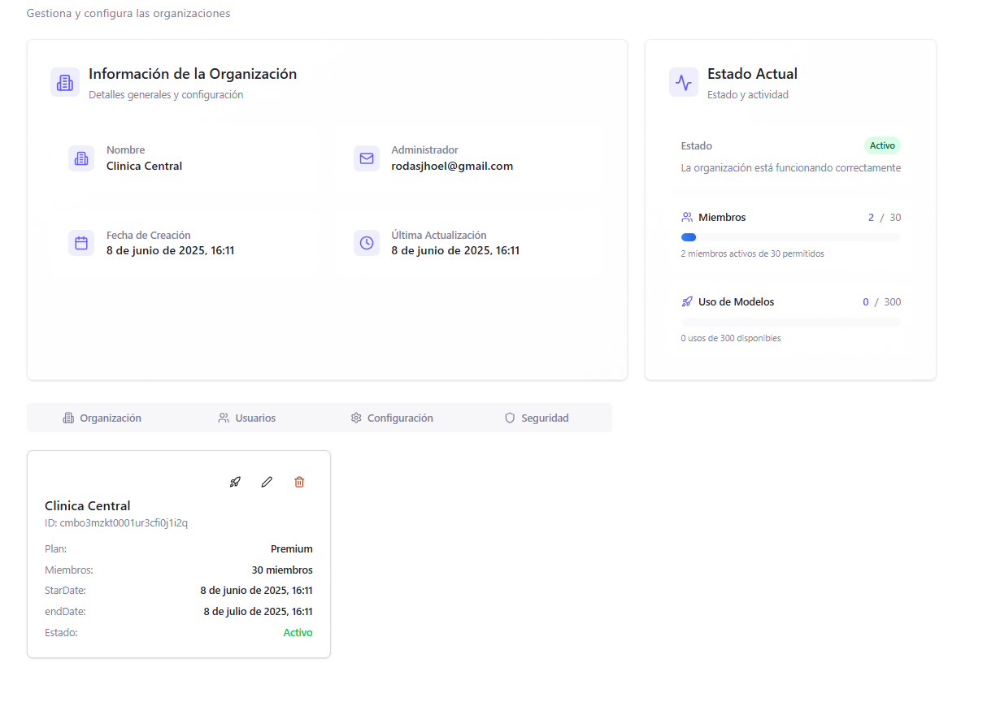 Gestiona y configura las organizaciones
Información de la Organización
Detalles generales y configuración
Nombre
Clinica Central
Administrador
rodasjhoel@gmail.com
Fecha de Creación
8 de junio de 2025, 16:11
Última Actualización
8 de junio de 2025, 16:11
Estado Actual
Estado y actividad
Estado Activo
La organización está funcionando correctamente
Miembros 2 / 30
2 miembros activos de 30 permitidos
Uso de Modelos 0 / 300
0 usos de 300 disponibles
Organización Usuarios Configuración Seguridad
Clinica Central
ID: cmbo3mzkt0001ur3cfi0j1i2q
Plan: Premium
Miembros: 30 miembros
StarDate: 8 de junio de 2025, 16:11
endDate: 8 de julio de 2025, 16:11
Estado: Activo